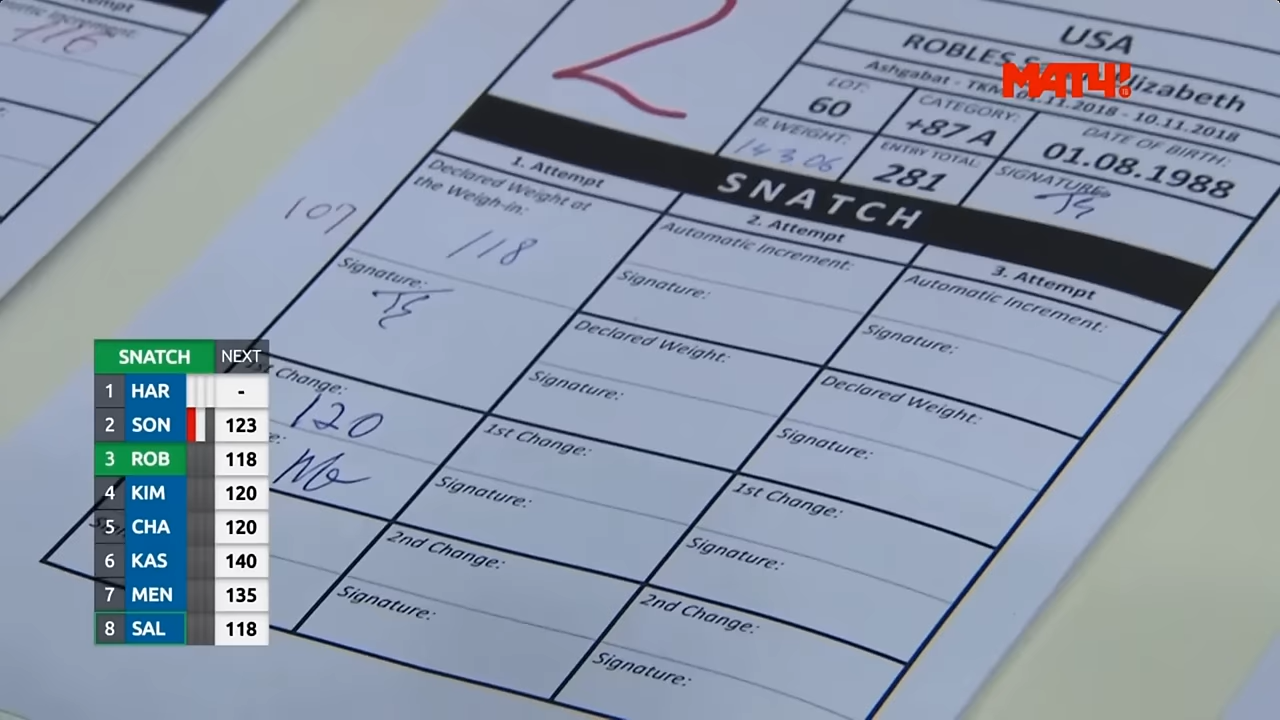 116
2
USA
ROBLES Elizabeth
МАТЧ!
Ashgabat - TKM, 01.11.2018 - 10.11.2018
LOT:
60
CATEGORY:
+87 A
DATE OF BIRTH:
01.08.1988
B.WEIGHT:
143.06
ENTRY TOTAL:
281
SIGNATURE:
SNATCH
1. Attempt
2. Attempt
3. Attempt
Declared Weight at
the Weigh-in:
118
107
Signature:
Automatic Increment:
Signature:
Automatic Increment:
Signature:
1st Change:
120
Declared Weight:
Signature:
Declared Weight:
Signature:
1st Change:
Signature:
1st Change:
Signature:
2nd Change:
Signature:
2nd Change:
Signature:
SNATCH NEXT
1 HAR -
2 SON 123
3 ROB 118
4 KIM 120
5 CHA 120
6 KAS 140
7 MEN 135
8 SAL 118